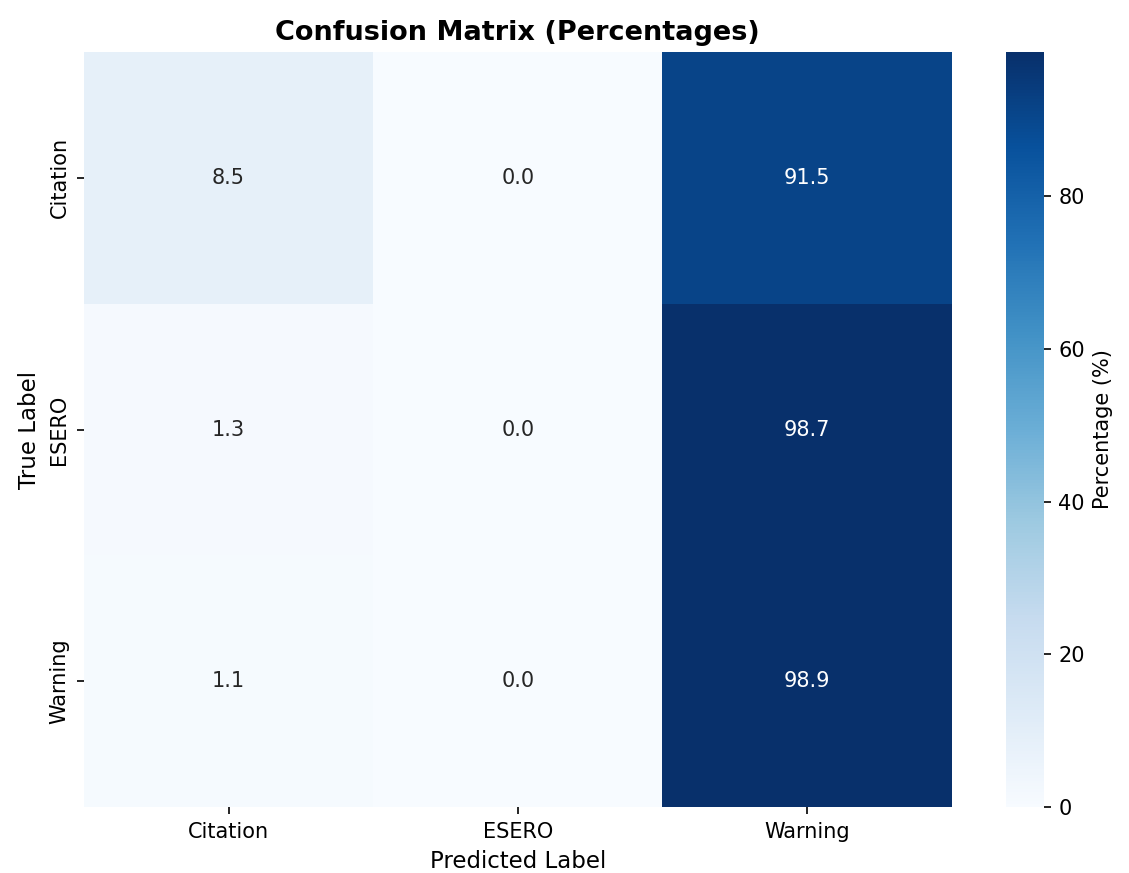 Confusion Matrix (Percentages)
Citation
8.5
0.0
91.5
ESERO
1.3
0.0
98.7
Warning
1.1
0.0
98.9
True Label
Citation
ESERO
Warning
Predicted Label
80
60
40
20
0
Percentage (%)